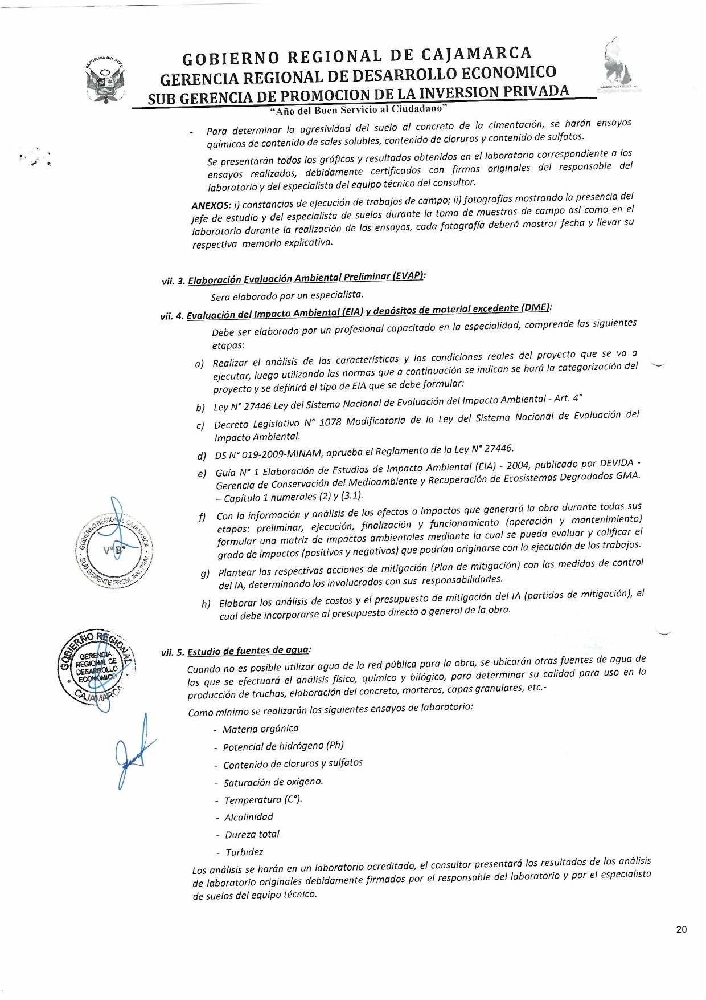 REPUBLICA DEL PERU
GOBIERNO REGIONAL DE CAJAMARCA
GERENCIA REGIONAL DE DESARROLLO ECONOMICO
SUB GERENCIA DE PROMOCION DE LA INVERSION PRIVADA
“Año del Buen Servicio al Ciudadano”
Cajamarca
- Para determinar la agresividad del suelo al concreto de la cimentación, se harán ensayos
químicos de contenido de sales solubles, contenido de cloruros y contenido de sulfatos.
Se presentarán todos los gráficos y resultados obtenidos en el laboratorio correspondiente a los
ensayos realizados, debidamente certificados con firmas originales del responsable del
laboratorio y del especialista del equipo técnico del consultor.
ANEXOS: i) constancias de ejecución de trabajos de campo; ii) fotografías mostrando la presencia del
jefe de estudio y del especialista de suelos durante la toma de muestras de campo así como en el
laboratorio durante la realización de los ensayos, cada fotografía deberá mostrar fecha y llevar su
respectiva memoria explicativa.
vii. 3. Elaboración Evaluación Ambiental Preliminar (EVAP):
Sera elaborado por un especialista.
vii. 4. Evaluación del Impacto Ambiental (EIA) y depósitos de material excedente (DME):
Debe ser elaborado por un profesional capacitado en la especialidad, comprende las siguientes
etapas:
a) Realizar el análisis de las características y las condiciones reales del proyecto que se va a
ejecutar, luego utilizando las normas que a continuación se indican se hará la categorización del
proyecto y se definirá el tipo de EIA que se debe formular:
b) Ley N° 27446 Ley del Sistema Nacional de Evaluación del Impacto Ambiental - Art. 4°
c) Decreto Legislativo N° 1078 Modificatoria de la Ley del Sistema Nacional de Evaluación del
Impacto Ambiental.
d) DS N° 019-2009-MINAM, aprueba el Reglamento de la Ley N° 27446.
e) Guía N° 1 Elaboración de Estudios de Impacto Ambiental (EIA) - 2004, publicado por DEVIDA -
Gerencia de Conservación del Medioambiente y Recuperación de Ecosistemas Degradados GMA.
– Capítulo 1 numerales (2) y (3.1).
f) Con la información y análisis de los efectos o impactos que generará la obra durante todas sus
etapas: preliminar, ejecución, finalización y funcionamiento (operación y mantenimiento)
formular una matriz de impactos ambientales mediante la cual se pueda evaluar y calificar el
grado de impactos (positivos y negativos) que podrían originarse con la ejecución de los trabajos.
g) Plantear las respectivas acciones de mitigación (Plan de mitigación) con las medidas de control
del IA, determinando los involucrados con sus responsabilidades.
h) Elaborar los análisis de costos y el presupuesto de mitigación del IA (partidas de mitigación), el
cual debe incorporarse al presupuesto directo o general de la obra.
GOBIERNO REGIONAL CAJAMARCA
V° B°
SUB GERENTE PROM. INV. PRIV.
GOBIERNO REGIONAL
GERENCIA
REGIONAL DE
DESARROLLO
ECONOMICO
CAJAMARCA
vii. 5. Estudio de fuentes de agua:
Cuando no es posible utilizar agua de la red pública para la obra, se ubicarán otras fuentes de agua de
las que se efectuará el análisis físico, químico y bilógico, para determinar su calidad para uso en la
producción de truchas, elaboración del concreto, morteros, capas granulares, etc.-
Como mínimo se realizarán los siguientes ensayos de laboratorio:
- Materia orgánica
- Potencial de hidrógeno (Ph)
- Contenido de cloruros y sulfatos
- Saturación de oxígeno.
- Temperatura (C°).
- Alcalinidad
- Dureza total
- Turbidez
Los análisis se harán en un laboratorio acreditado, el consultor presentará los resultados de los análisis
de laboratorio originales debidamente firmados por el responsable del laboratorio y por el especialista
de suelos del equipo técnico.
20